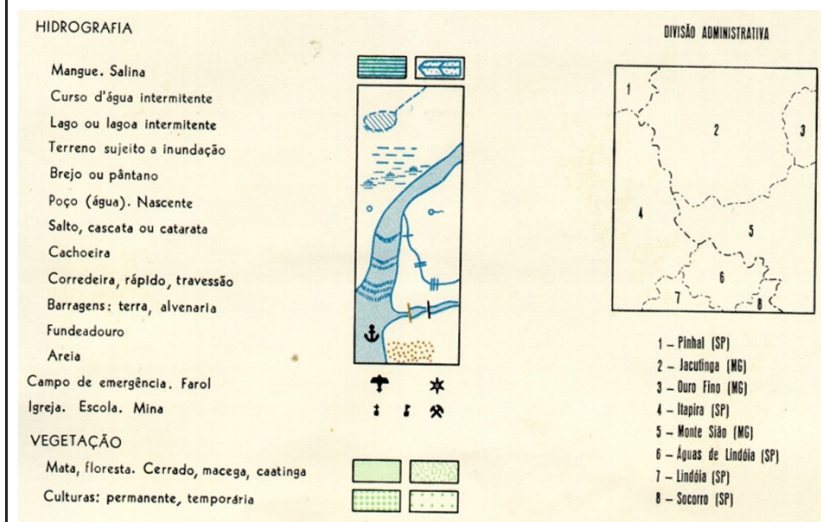 HIDROGRAFIA
Mangue. Salina
Curso d'água intermitente
Lago ou lagoa intermitente
Terreno sujeito a inundação
Brejo ou pântano
Poço (água). Nascente
Salto, cascata ou catarata
Cachoeira
Corredeira, rápido, travessão
Barragens: terra, alvenaria
Fundeadouro
Areia
Campo de emergência. Farol
Igreja. Escola. Mina
VEGETAÇÃO
Mata, floresta. Cerrado, macega, caatinga
Culturas: permanente, temporária
DIVISÃO ADMINISTRATIVA
1
2
3
4
5
6
7
8
1 – Pinhal (SP)
2 – Jacutinga (MG)
3 – Ouro Fino (MG)
4 – Itapira (SP)
5 – Monte Sião (MG)
6 – Águas de Lindóia (SP)
7 – Lindóia (SP)
8 – Socorro (SP)